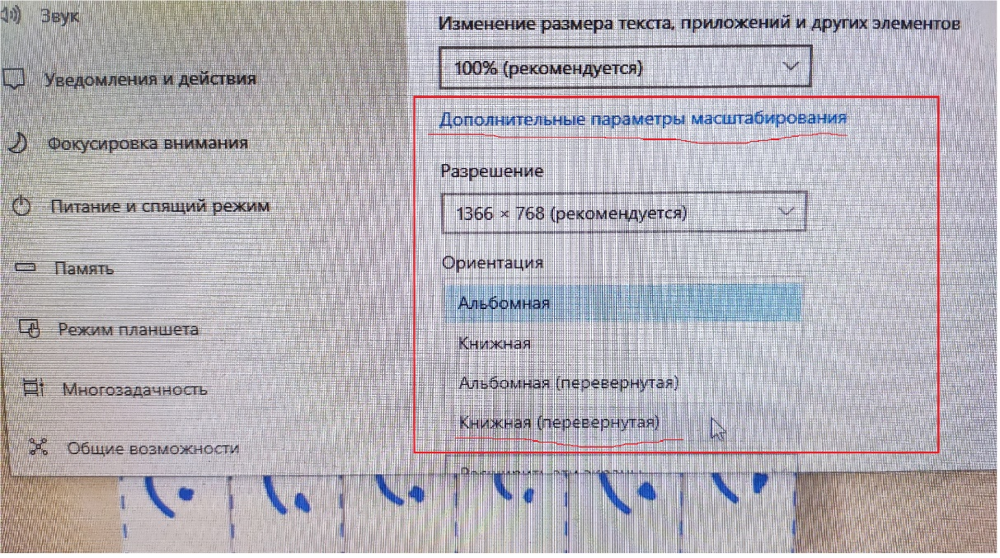 Звук
Уведомления и действия
Фокусировка внимания
Питание и спящий режим
Память
Режим планшета
Многозадачность
Общие возможности
Изменение размера текста, приложений и других элементов
100% (рекомендуется)
Дополнительные параметры масштабирования
Разрешение
1366 × 768 (рекомендуется)
Ориентация
Альбомная
Книжная
Альбомная (перевернутая)
Книжная (перевернутая)